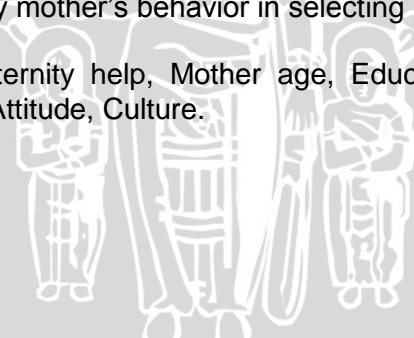 mother's behavior in selecting
ternity help, Mother age, Educ
Attitude, Culture.